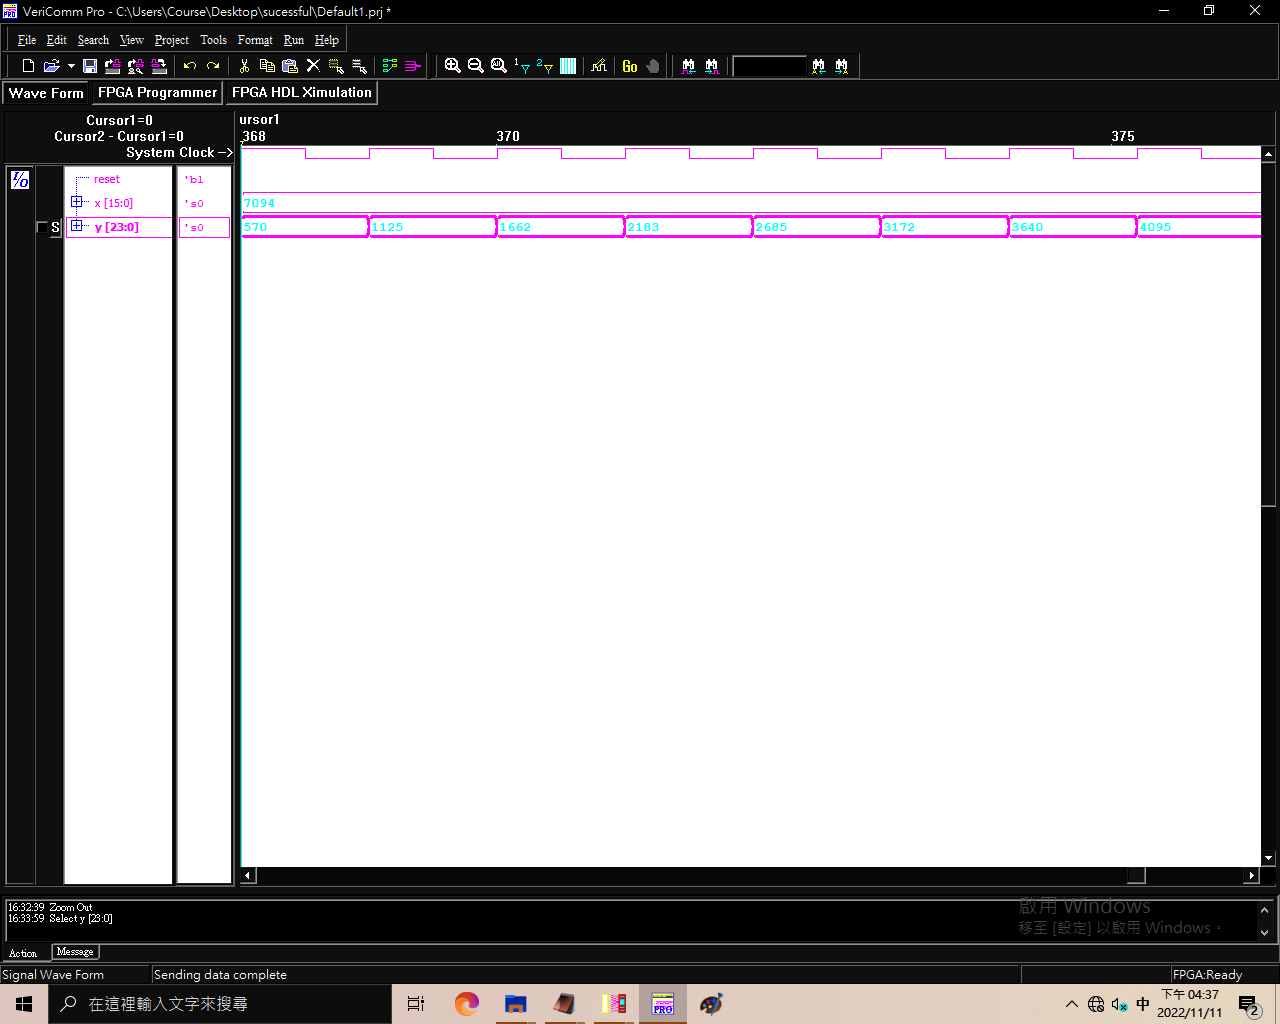 VeriComm Pro - C:\Users\Course\Desktop\sucessful\Default1.prj *
File Edit Search View Project Tools Format Run Help
Go
Wave Form FPGA Programmer FPGA HDL Ximulation
Cursor1=0 ursor1
Cursor2 - Cursor1=0 368 370 375
System Clock ->
I/O reset 'b1
x [15:0] 's0 7094
S y [23:0] 's0 570 1125 1662 2183 2685 3172 3640 4095
16:32:39 Zoom Out
16:33:59 Select y [23:0]
啟用 Windows
移至 [設定] 以啟用 Windows。
Action Message
Signal Wave Form Sending data complete FPGA:Ready
在這裡輸入文字來搜尋
PRO
中
下午 04:37
2022/11/11
2